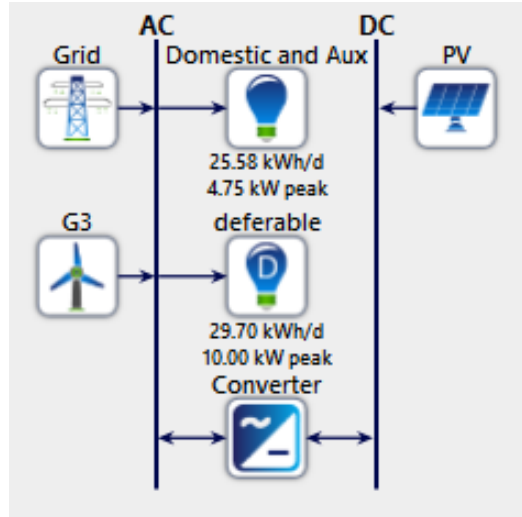 AC DC
Grid Domestic and Aux PV
25.58 kWh/d
4.75 kW peak
G3 deferable
D
29.70 kWh/d
10.00 kW peak
Converter